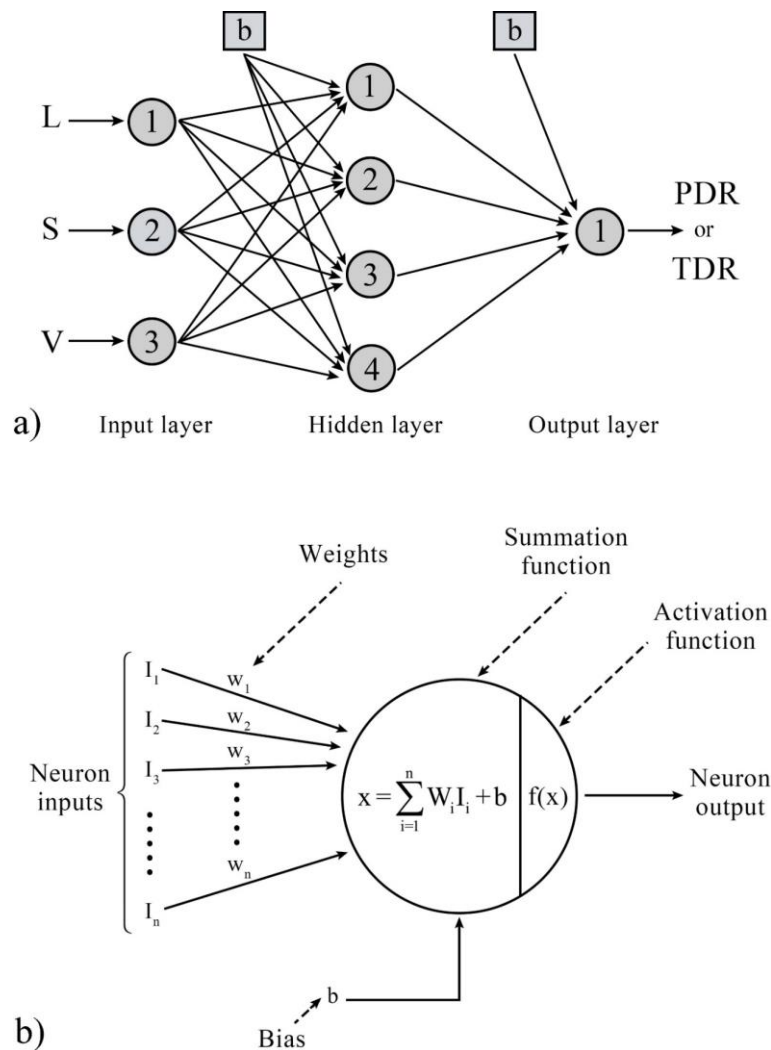 b
b
L
1
1
S
2
2
V
3
3
4
1
PDR
or
TDR
a)
Input layer
Hidden layer
Output layer
Weights
Summation
function
Activation
function
Neuron
inputs
I₁
I₂
I₃
Iₙ
w₁
w₂
w₃
wₙ
x = ∑ᵢ₌₁ⁿ WᵢIᵢ + b
f(x)
Neuron
output
b
Bias
b)